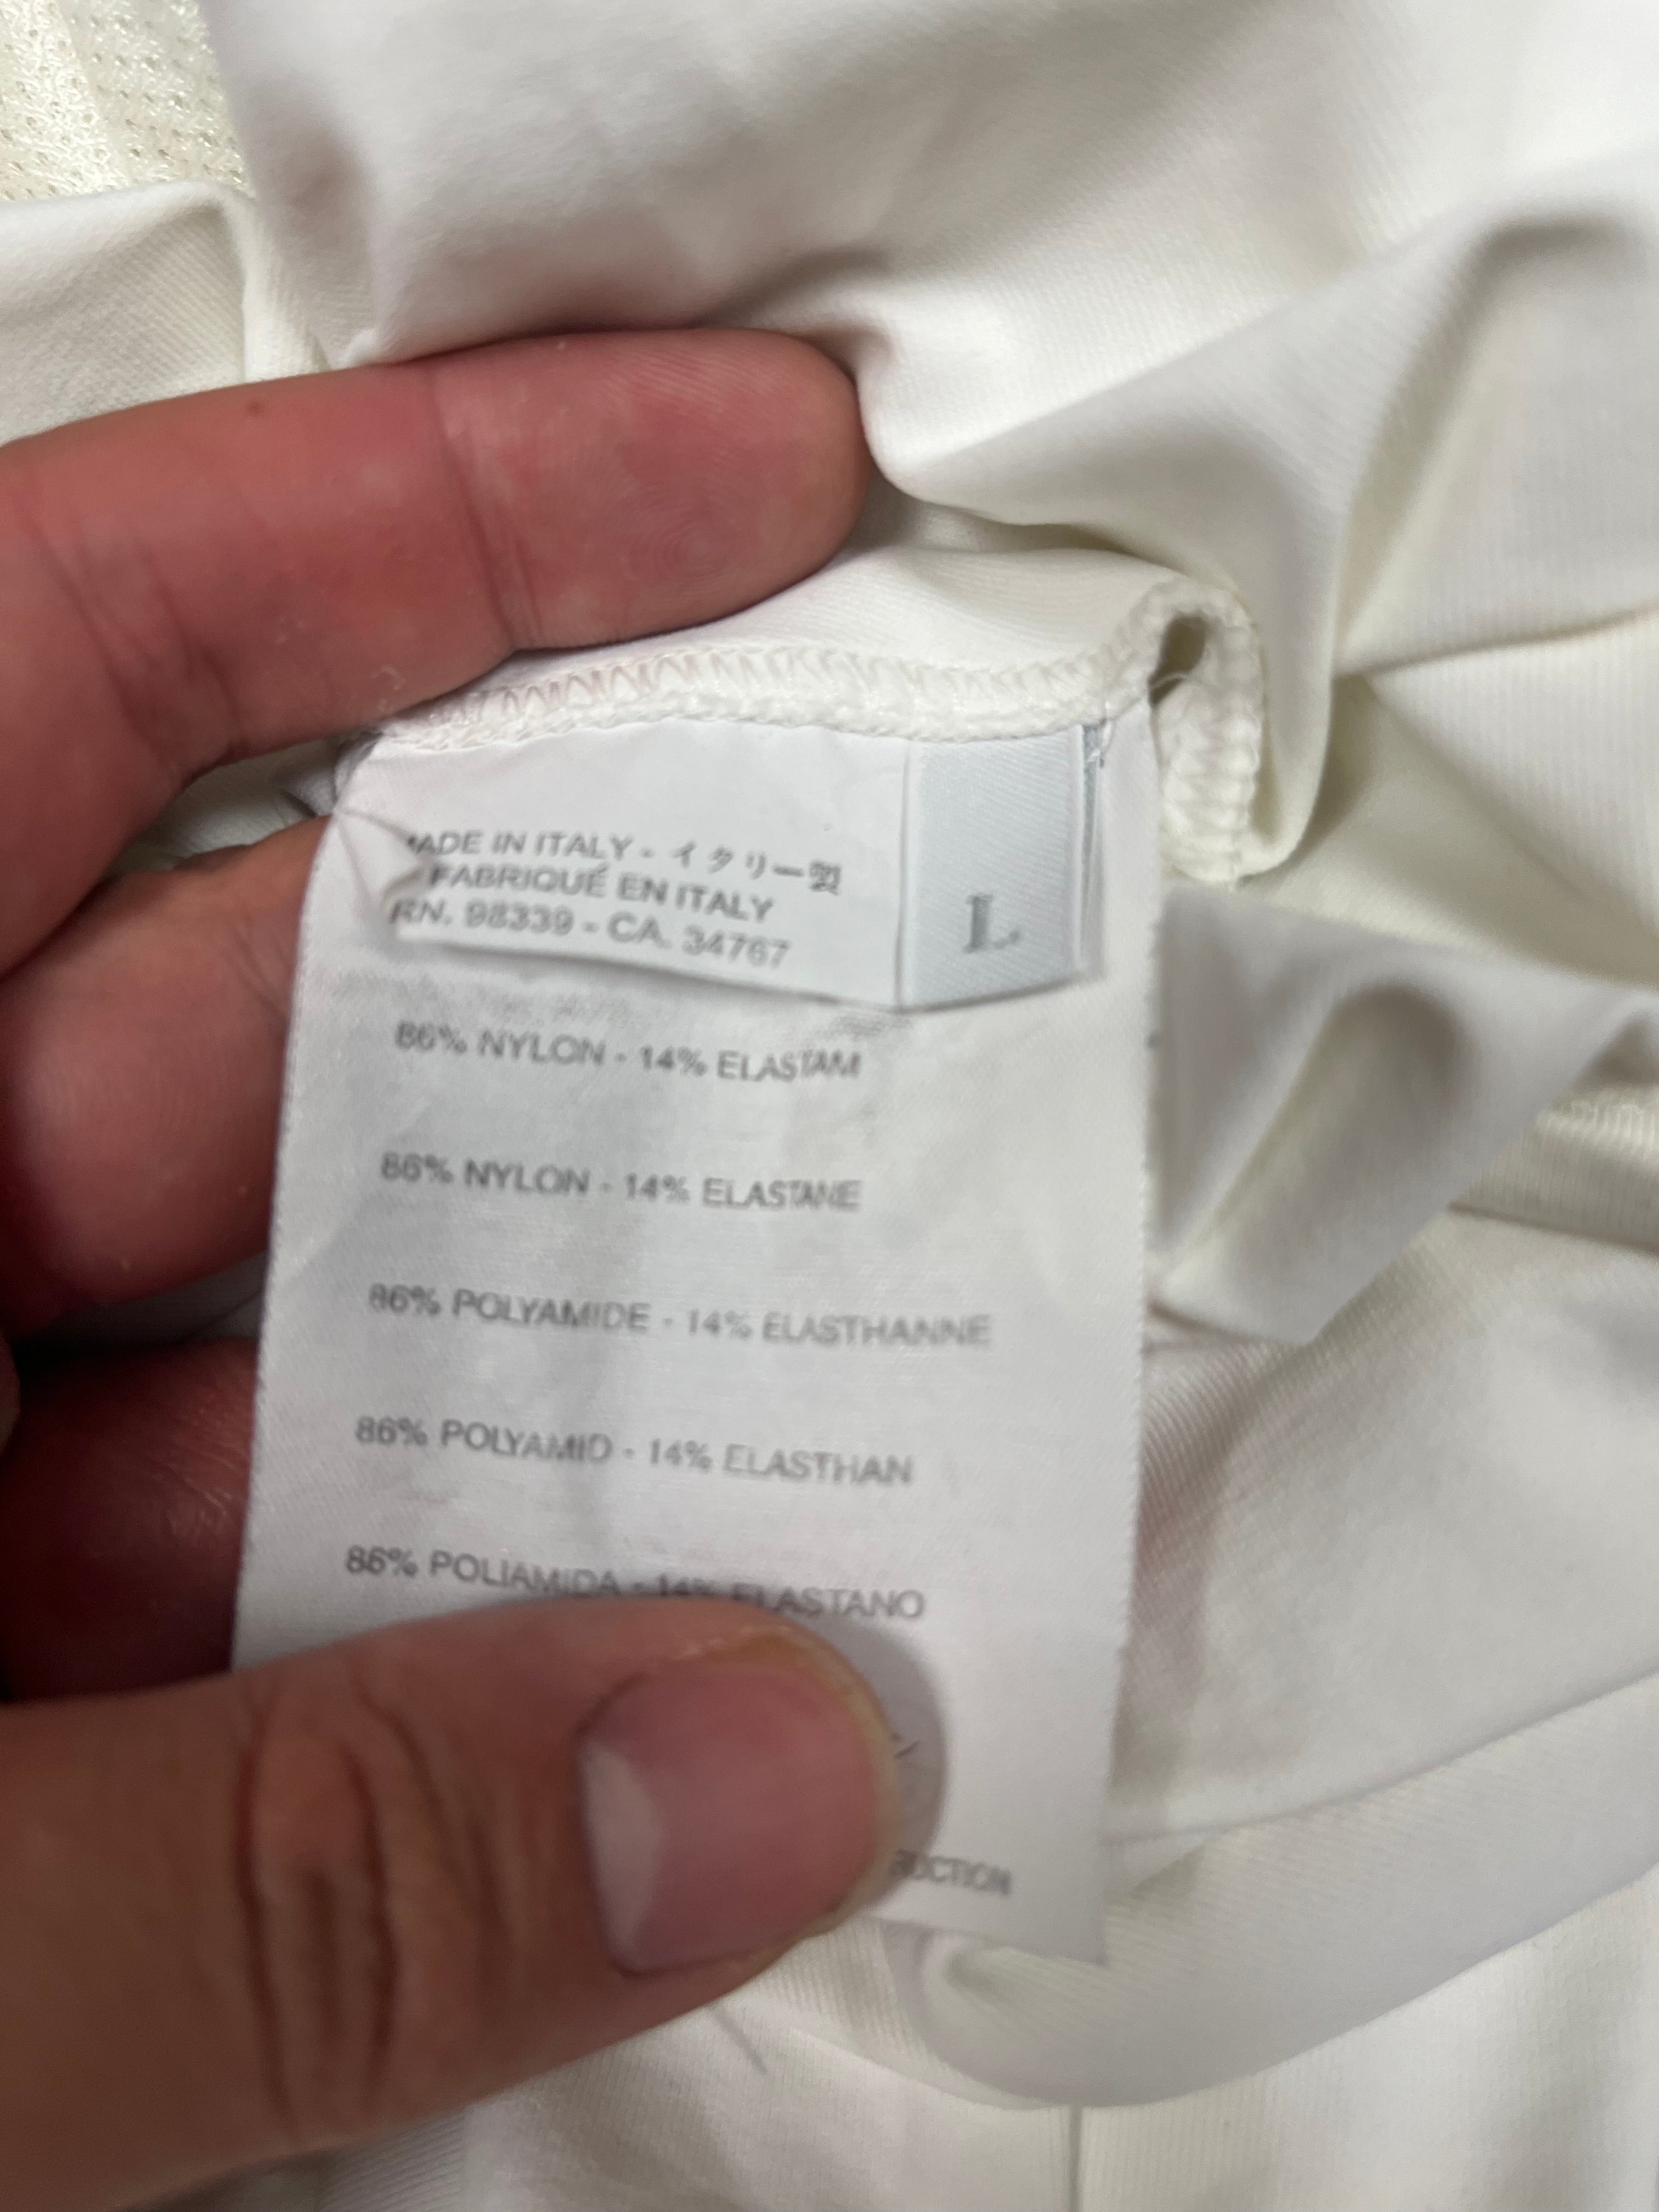 MADE IN ITALY - イタリー製
FABRIQUÉ EN ITALY
RN. 98339 - CA. 34767
L
86% NYLON - 14% ELASTAM
86% NYLON - 14% ELASTANE
86% POLYAMIDE - 14% ELASTHANNE
86% POLYAMID - 14% ELASTHAN
86% POLIAMIDA - 14% ELASTANO